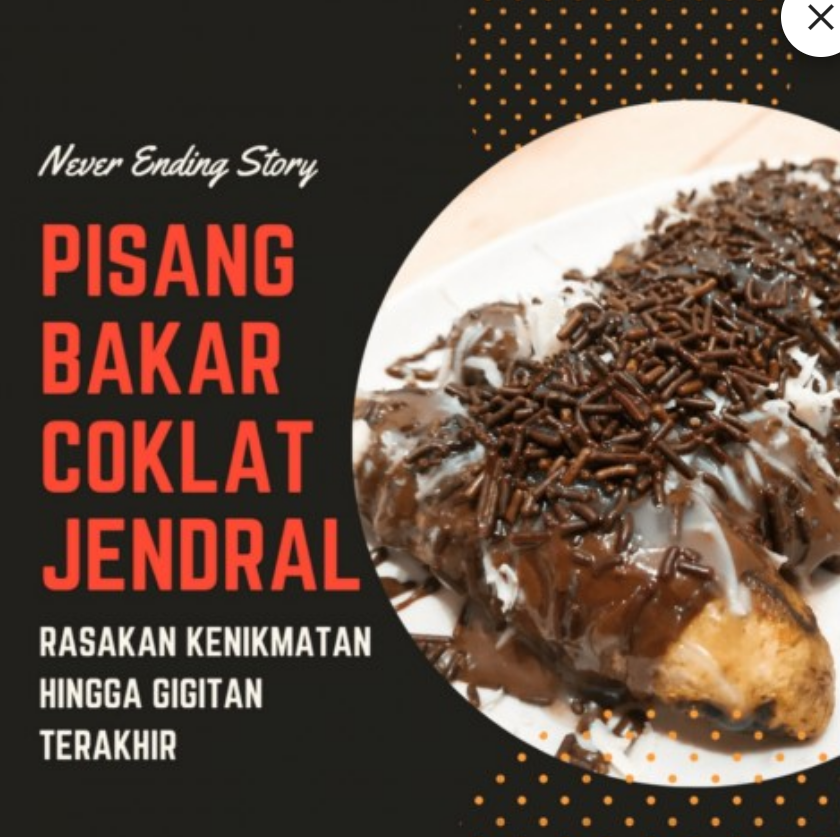 Never Ending Story
PISANG
BAKAR
COKLAT
JENDRAL
RASAKAN KENIKMATAN
HINGGA GIGITAN
TERAKHIR